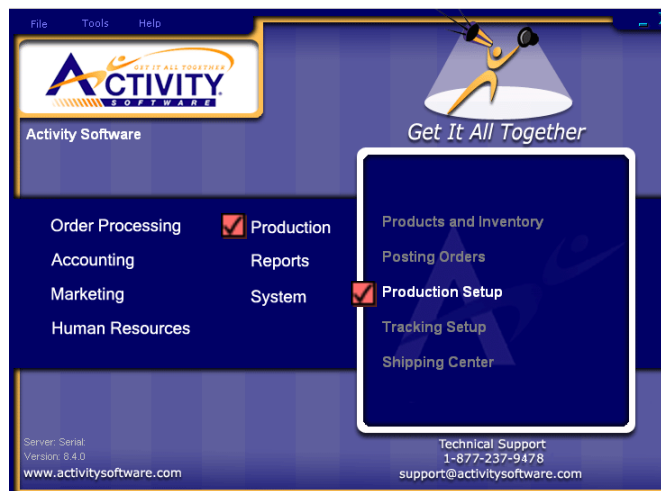 File Tools Help
GET IT ALL TOGETHER
ACTIVITY
SOFTWARE
Activity Software
Get It All Together
Order Processing
Accounting
Marketing
Human Resources
Production
Reports
System
Products and Inventory
Posting Orders
Production Setup
Tracking Setup
Shipping Center
Server: Serial:
Version: 8.4.0
www.activitysoftware.com
Technical Support
1-877-237-9478
support@activitysoftware.com